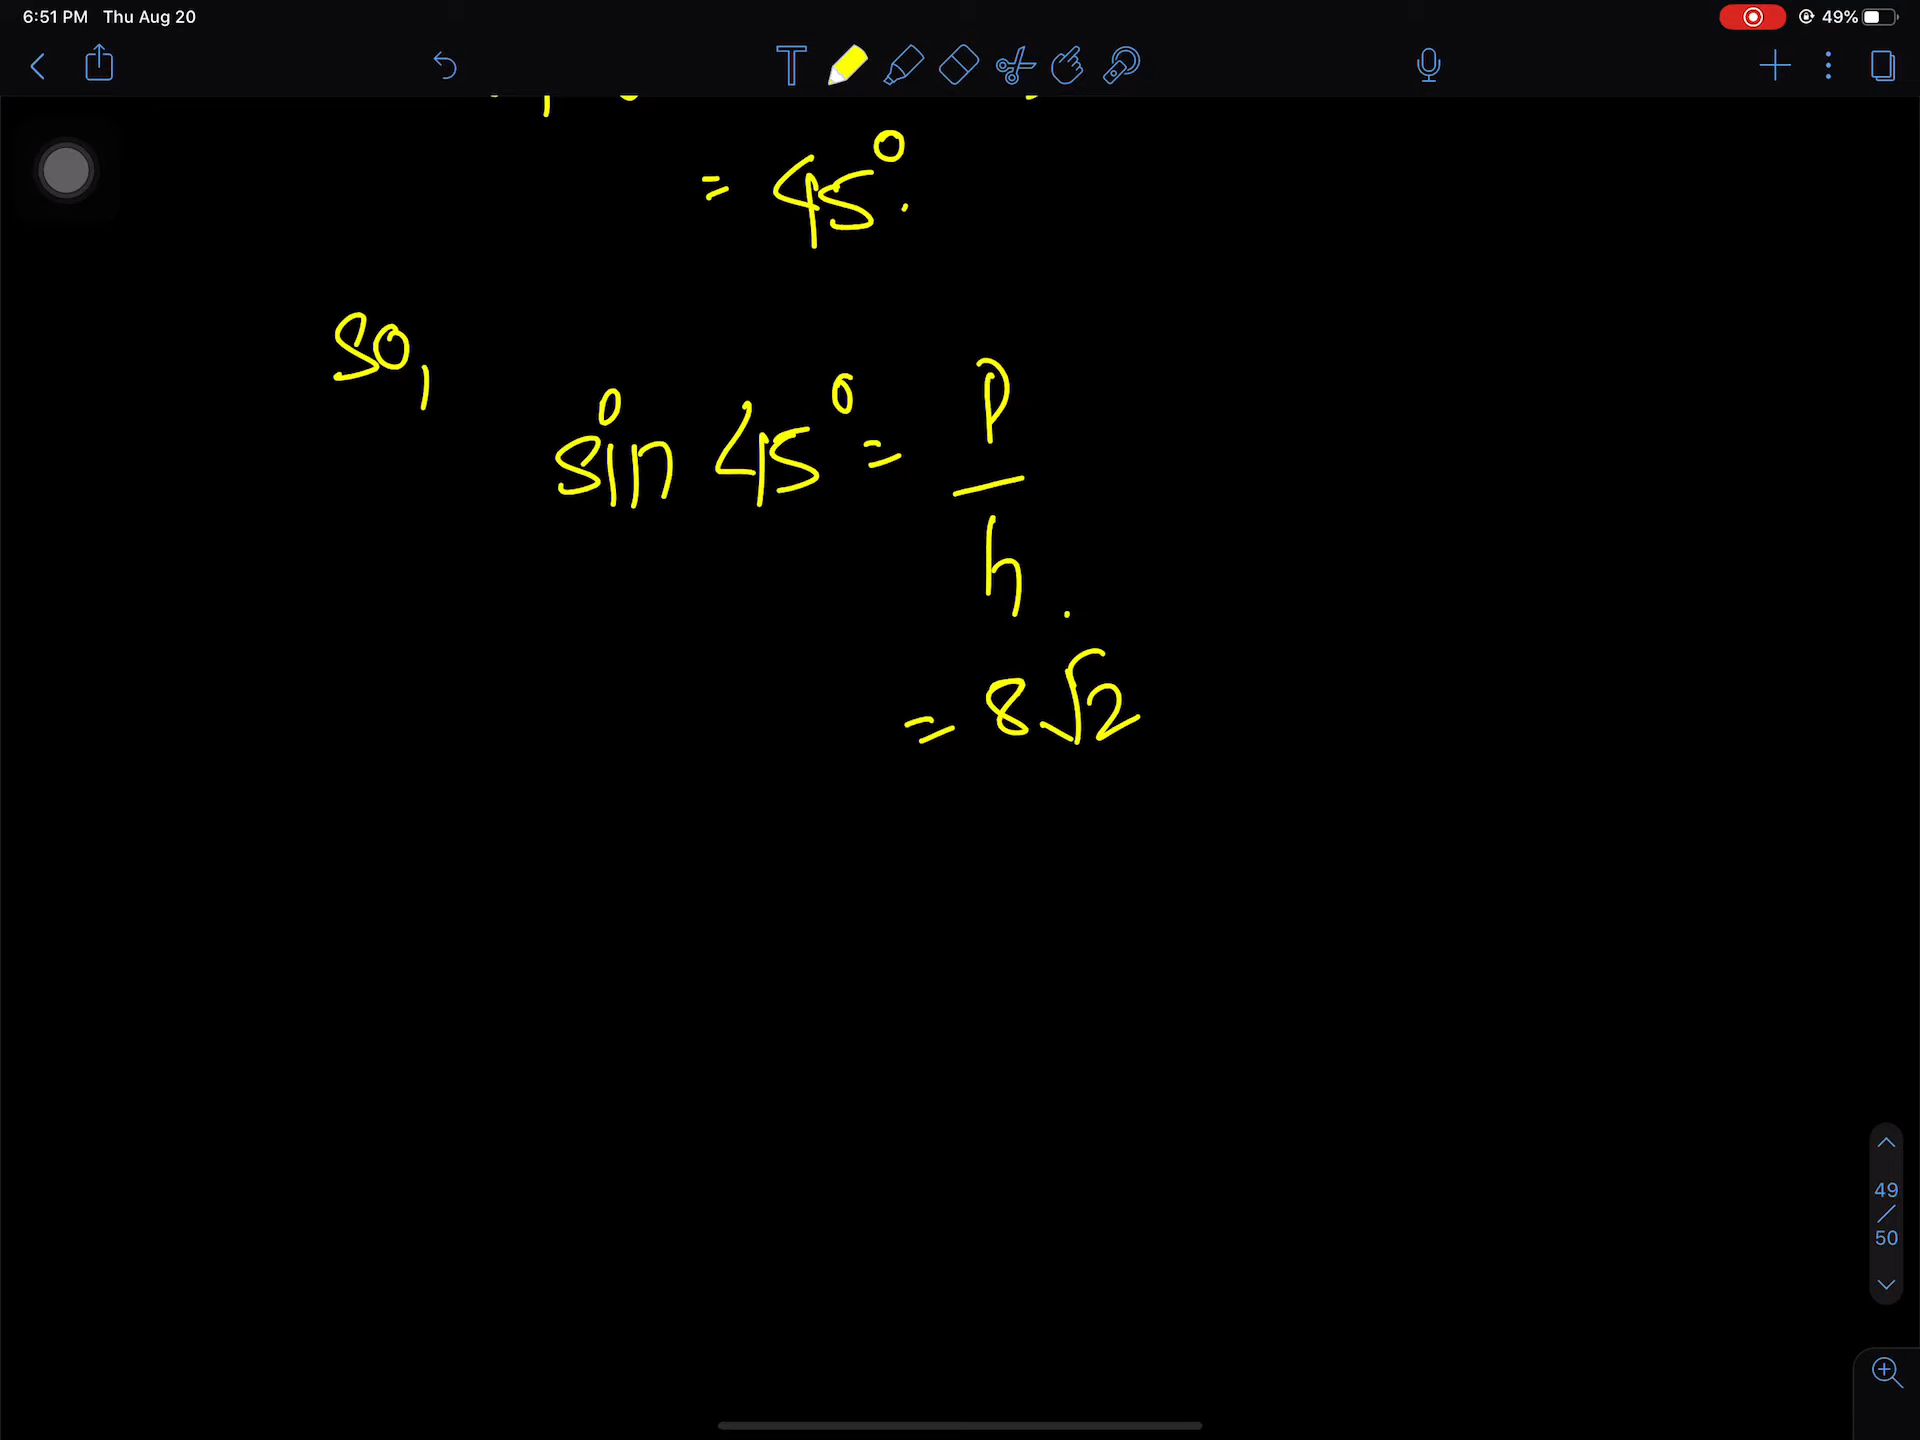 6:51 PM Thu Aug 20
49%
T
= 45°.
So,
sin 45° = p
h.
= 8√2
49
/
50